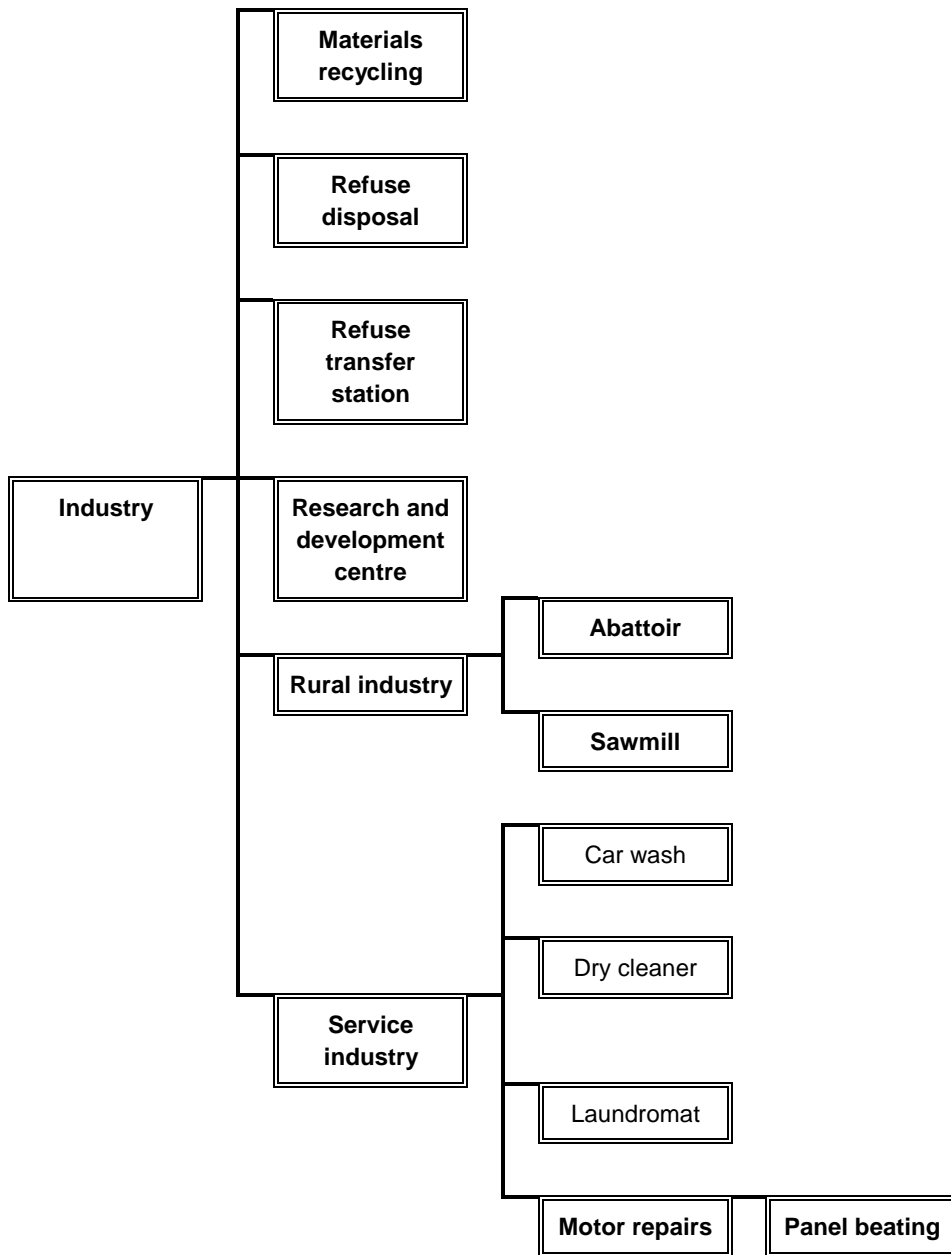 Materials
recycling
Refuse
disposal
Refuse
transfer
station
Industry
Research and
development
centre
Abattoir
Rural industry
Sawmill
Car wash
Dry cleaner
Service
industry
Laundromat
Motor repairs
Panel beating